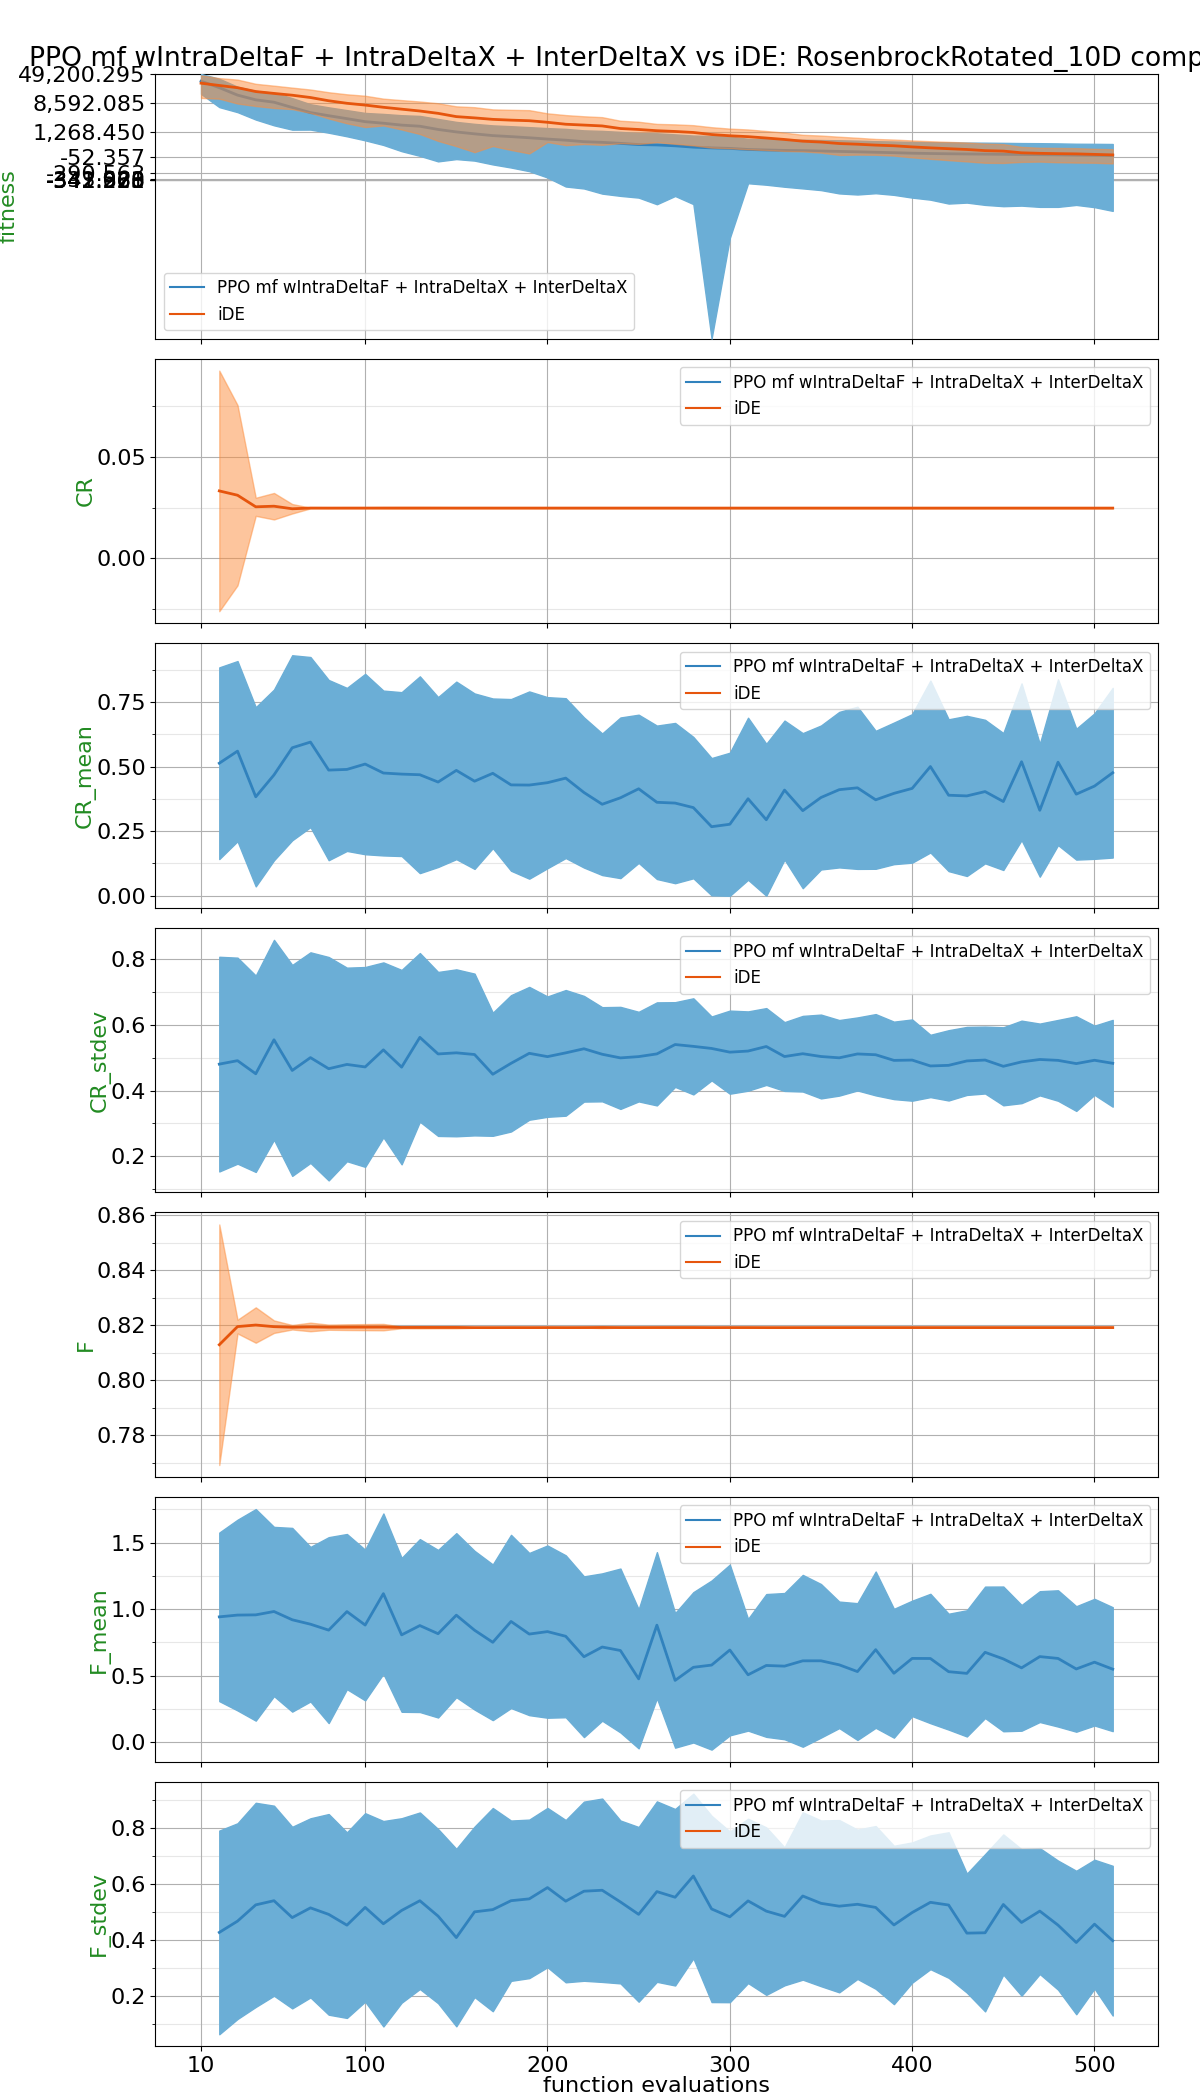 PPO mf wIntraDeltaF + IntraDeltaX + InterDeltaX vs iDE: RosenbrockRotated_10D comp
49,200.295
8,592.085
1,268.450
-52.357
fitness
PPO mf wIntraDeltaF + IntraDeltaX + InterDeltaX
iDE
PPO mf wIntraDeltaF + IntraDeltaX + InterDeltaX
iDE
0.05
0.00
CR
PPO mf wIntraDeltaF + IntraDeltaX + InterDeltaX
iDE
0.75
0.50
0.25
0.00
CR_mean
PPO mf wIntraDeltaF + IntraDeltaX + InterDeltaX
iDE
0.8
0.6
0.4
0.2
CR_stdev
PPO mf wIntraDeltaF + IntraDeltaX + InterDeltaX
iDE
0.86
0.84
0.82
0.80
0.78
F
PPO mf wIntraDeltaF + IntraDeltaX + InterDeltaX
iDE
1.5
1.0
0.5
0.0
F_mean
PPO mf wIntraDeltaF + IntraDeltaX + InterDeltaX
iDE
0.8
0.6
0.4
0.2
F_stdev
10 100 200 300 400 500
function evaluations